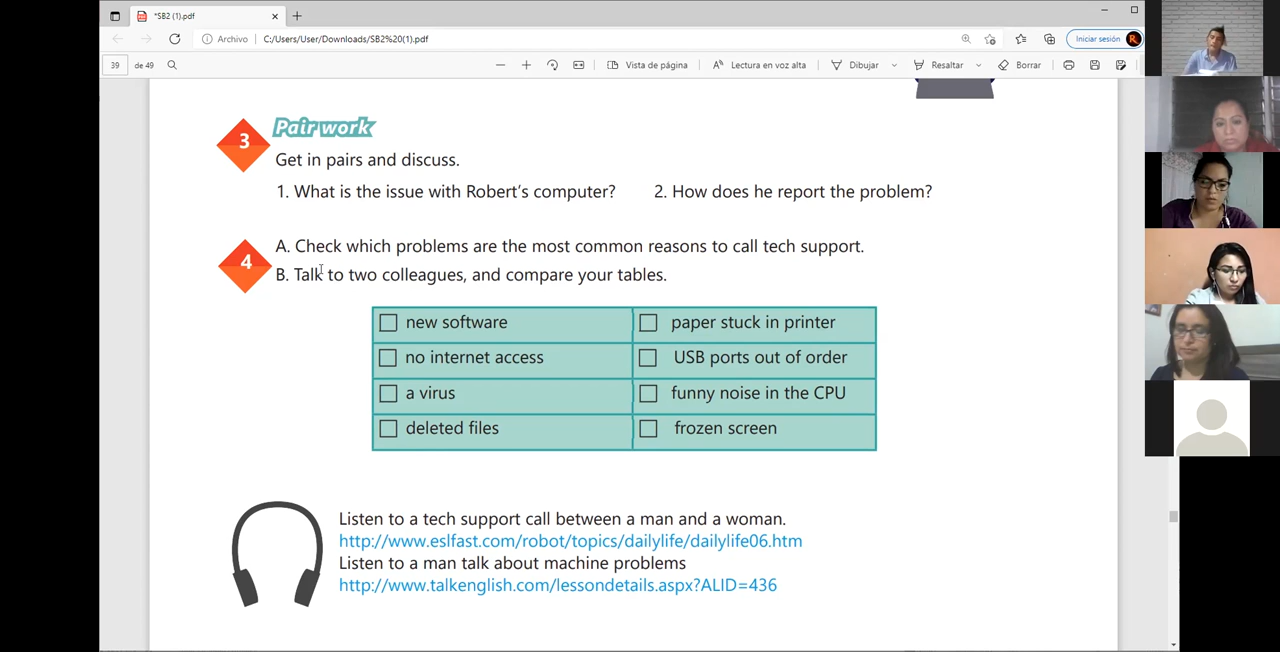 *SB2 (1).pdf
Archivo C:/Users/User/Downloads/SB2%20(1).pdf
Iniciar sesión R
39 de 49 Vista de página Lectura en voz alta Dibujar Resaltar Borrar
3 Pair work
Get in pairs and discuss.
1. What is the issue with Robert's computer? 2. How does he report the problem?
4 A. Check which problems are the most common reasons to call tech support.
B. Talk to two colleagues, and compare your tables.
new software paper stuck in printer
no internet access USB ports out of order
a virus funny noise in the CPU
deleted files frozen screen
Listen to a tech support call between a man and a woman.
http://www.eslfast.com/robot/topics/dailylife/dailylife06.htm
Listen to a man talk about machine problems
http://www.talkenglish.com/lessondetails.aspx?ALID=436